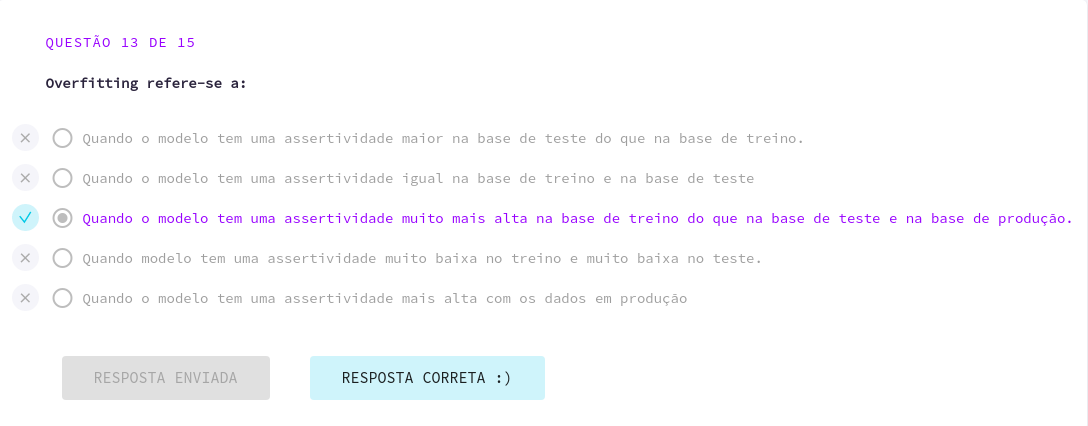 QUESTÃO 13 DE 15
Overfitting refere-se a:
Quando o modelo tem uma assertividade maior na base de teste do que na base de treino.
Quando o modelo tem uma assertividade igual na base de treino e na base de teste
Quando o modelo tem uma assertividade muito mais alta na base de treino do que na base de teste e na base de produção.
Quando modelo tem uma assertividade muito baixa no treino e muito baixa no teste.
Quando o modelo tem uma assertividade mais alta com os dados em produção
RESPOSTA ENVIADA RESPOSTA CORRETA :)